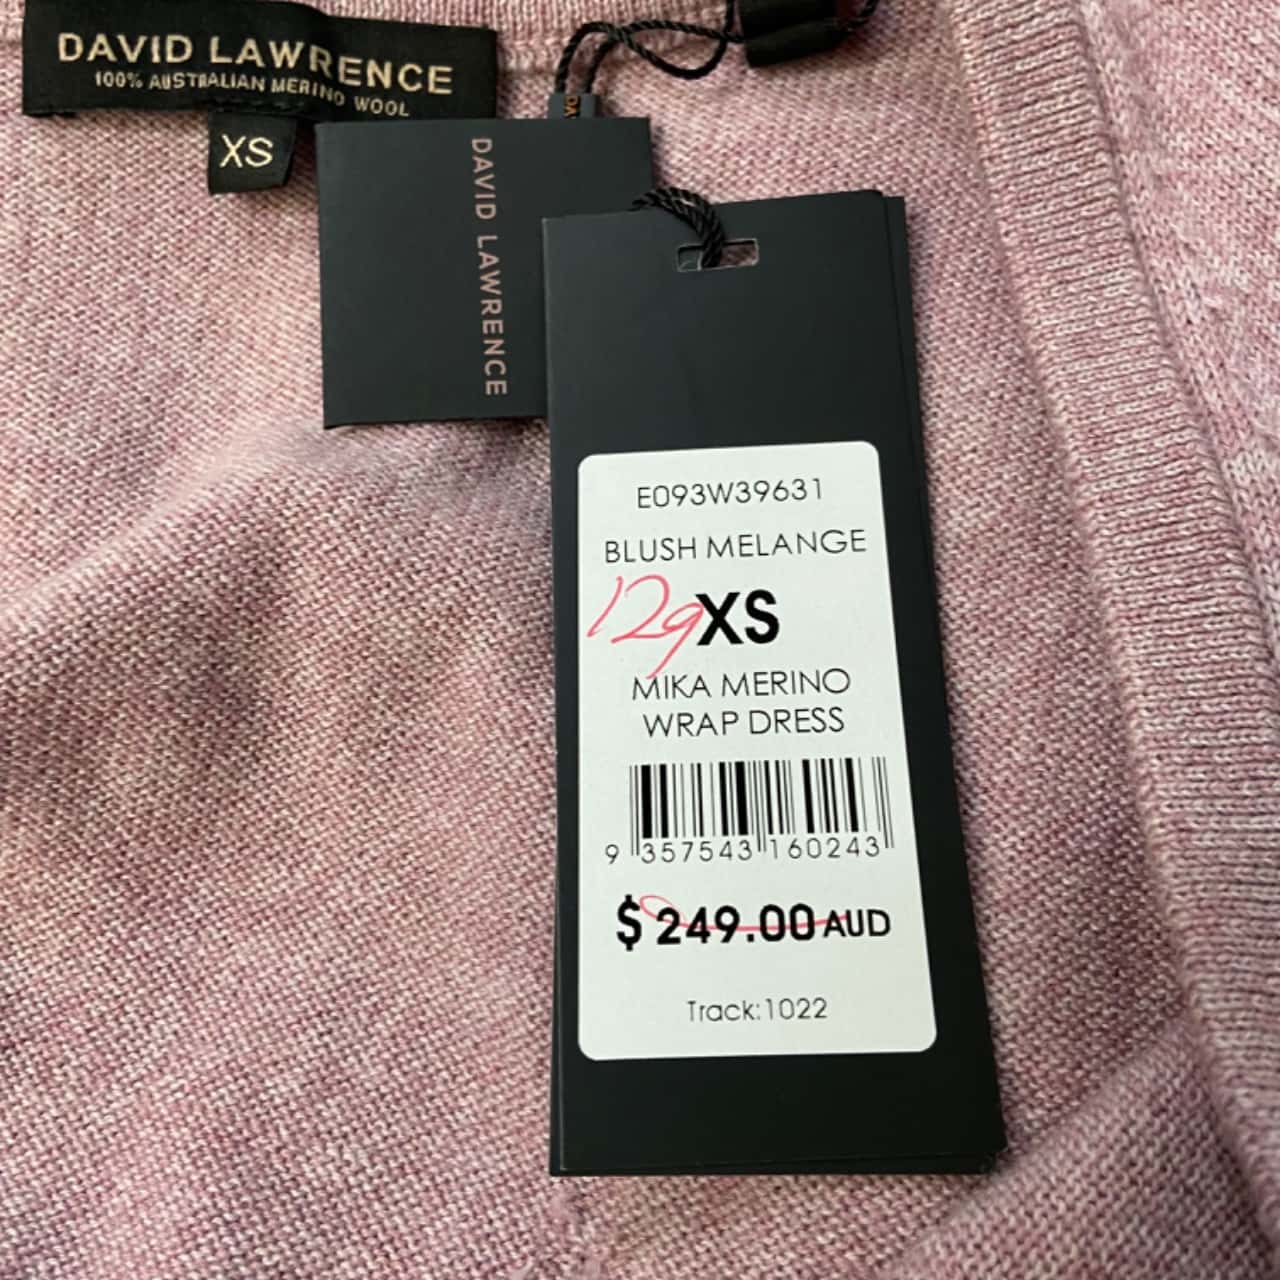 DAVID LAWRENCE
100% AUSTRALIAN MERINO WOOL
XS
DAVID LAWRENCE
E093W39631
BLUSH MELANGE
129 XS
MIKA MERINO
WRAP DRESS
9 357543 160243
$ 249.00 AUD
Track:1022